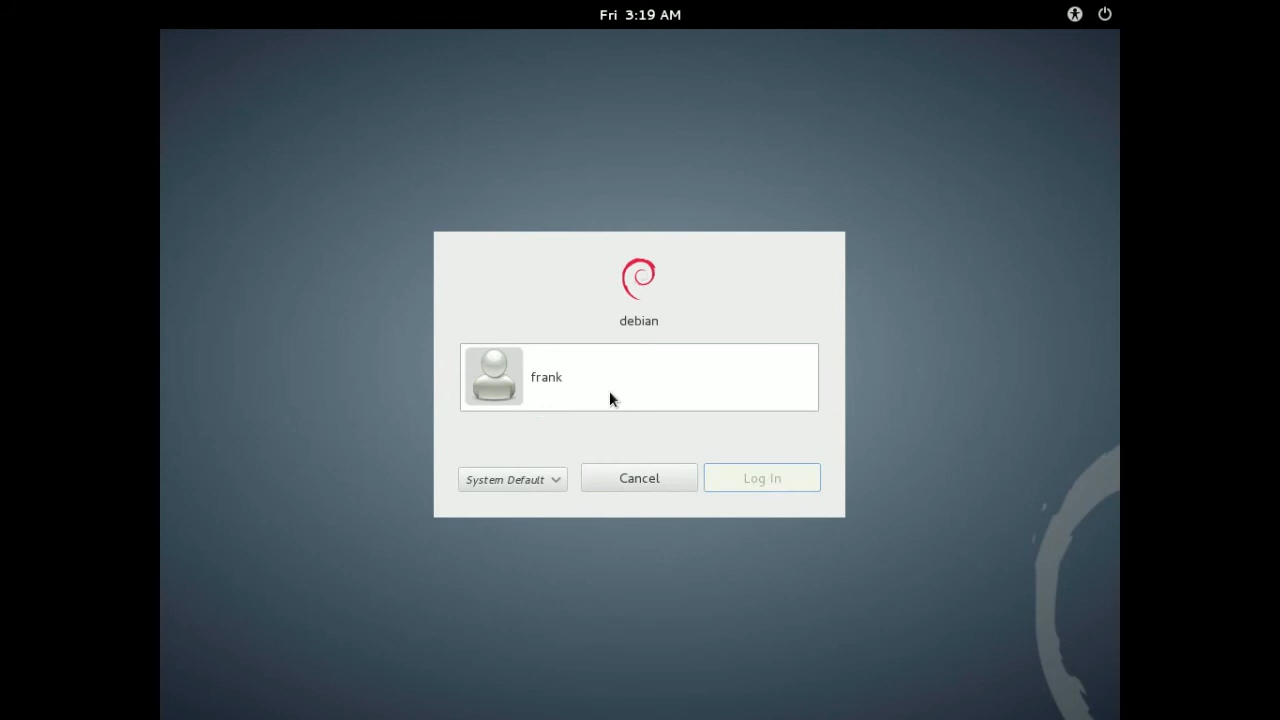 Fri 3:19 AM
debian
frank
System Default
Cancel
Log In